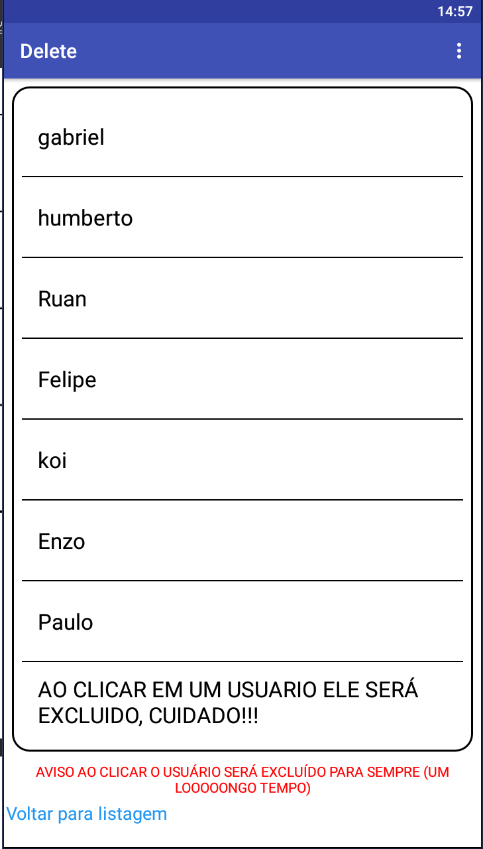 14:57
Delete
gabriel
humberto
Ruan
Felipe
koi
Enzo
Paulo
AO CLICAR EM UM USUARIO ELE SERÁ
EXCLUIDO, CUIDADO!!!
AVISO AO CLICAR O USUÁRIO SERÁ EXCLUÍDO PARA SEMPRE (UM
LOOOOONGO TEMPO)
Voltar para listagem